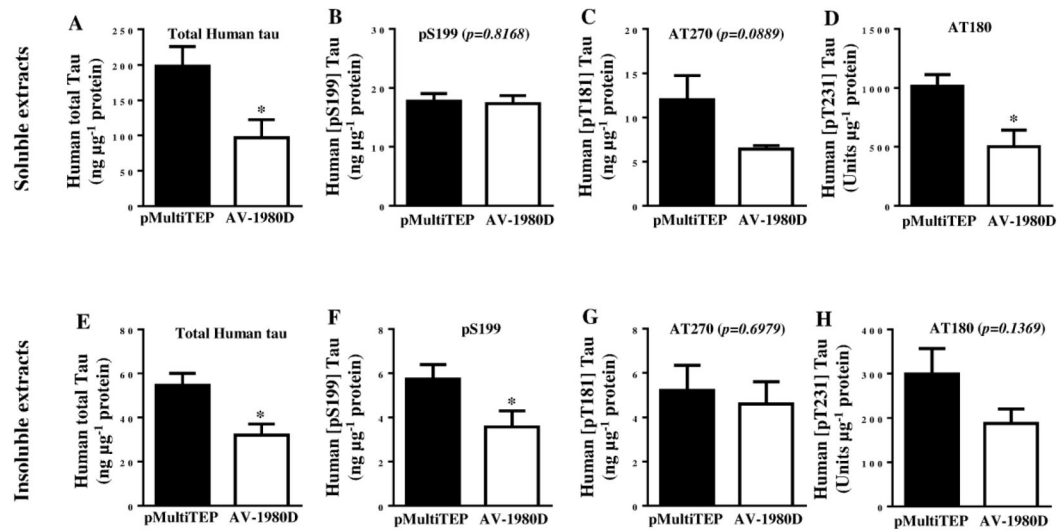 Soluble extracts
A
Total Human tau
Human total Tau
(ng µg-1 protein)
250
200
150
100
50
0
*
pMultiTEP AV-1980D
B
pS199 (p=0.8168)
Human [pS199] Tau
(ng µg-1 protein)
30
20
10
0
pMultiTEP AV-1980D
C
AT270 (p=0.0889)
Human [pT181] Tau
(ng µg-1 protein)
20
15
10
5
0
pMultiTEP AV-1980D
D
AT180
Human [pT231] Tau
(Units µg-1 protein)
1500
1000
500
0
*
pMultiTEP AV-1980D
Insoluble extracts
E
Total Human tau
Human total Tau
(ng µg-1 protein)
80
60
40
20
0
*
pMultiTEP AV-1980D
F
pS199
Human [pS199] Tau
(ng µg-1 protein)
8
6
4
2
0
*
pMultiTEP AV-1980D
G
AT270 (p=0.6979)
Human [pT181] Tau
(ng µg-1 protein)
8
6
4
2
0
pMultiTEP AV-1980D
H
AT180 (p=0.1369)
Human [pT231] Tau
(Units µg-1 protein)
400
300
200
100
0
pMultiTEP AV-1980D